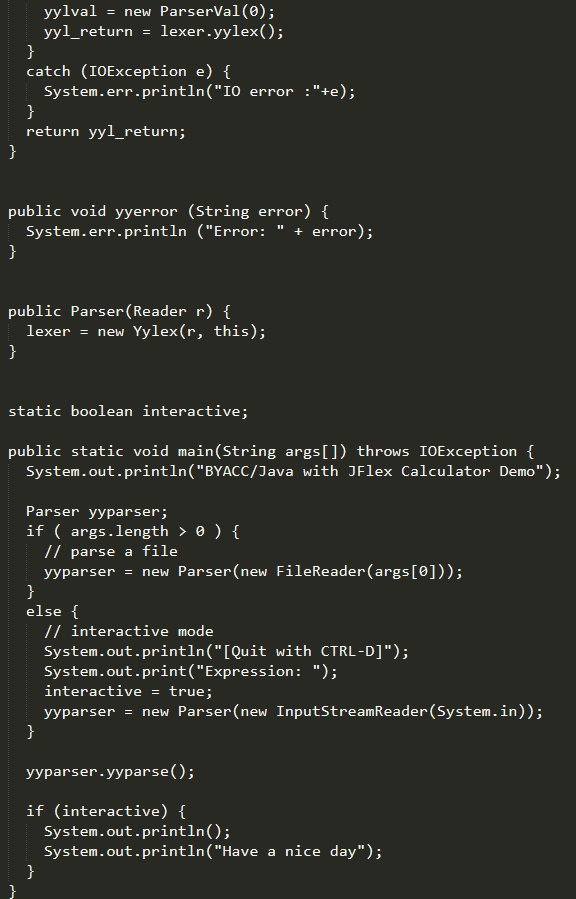 yylval = new ParserVal(0);
    yyl_return = lexer.yylex();
  }
  catch (IOException e) {
    System.err.println("IO error :"+e);
  }
  return yyl_return;
}


public void yyerror (String error) {
  System.err.println ("Error: " + error);
}


public Parser(Reader r) {
  lexer = new Yylex(r, this);
}


static boolean interactive;

public static void main(String args[]) throws IOException {
  System.out.println("BYACC/Java with JFlex Calculator Demo");

  Parser yyparser;
  if ( args.length > 0 ) {
    // parse a file
    yyparser = new Parser(new FileReader(args[0]));
  }
  else {
    // interactive mode
    System.out.println("[Quit with CTRL-D]");
    System.out.print("Expression: ");
    interactive = true;
    yyparser = new Parser(new InputStreamReader(System.in));
  }

  yyparser.yyparse();

  if (interactive) {
    System.out.println();
    System.out.println("Have a nice day");
  }
}